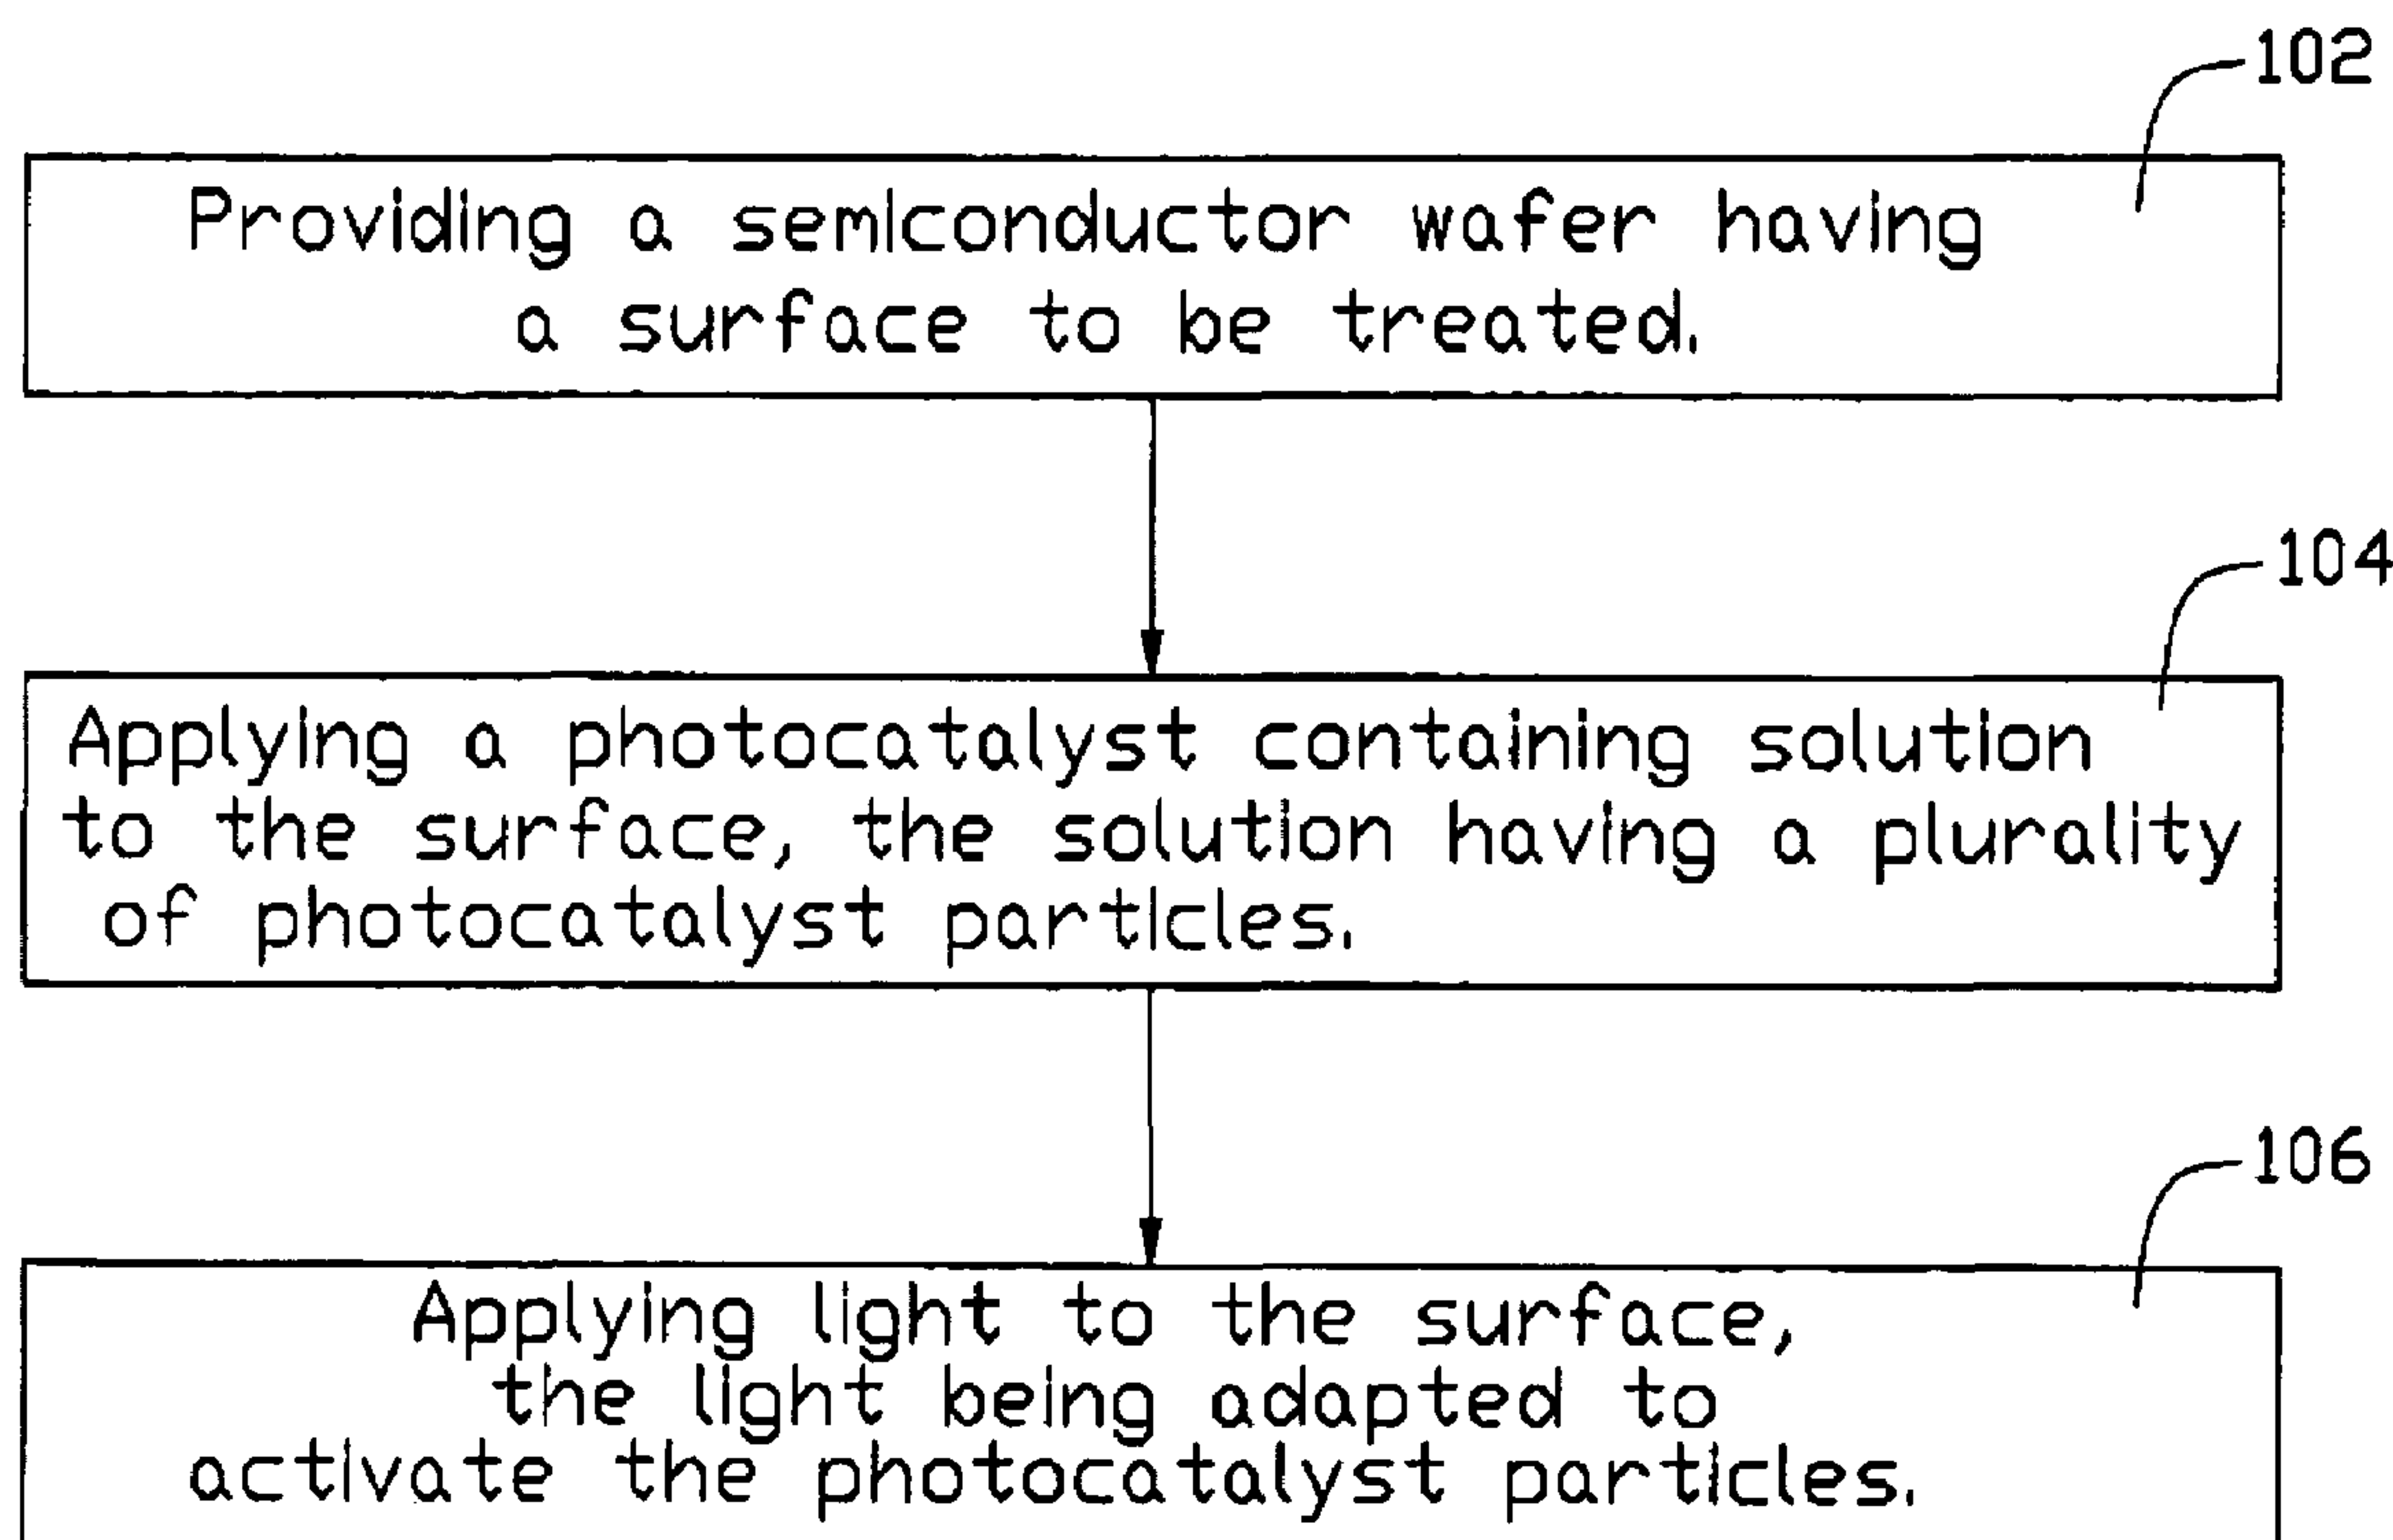 102
Providing a semiconductor wafer having
a surface to be treated.
104
Applying a photocatalyst containing solution
to the surface, the solution having a plurality
of photocatalyst particles.
106
Applying light to the surface,
the light being adapted to
activate the photocatalyst particles.